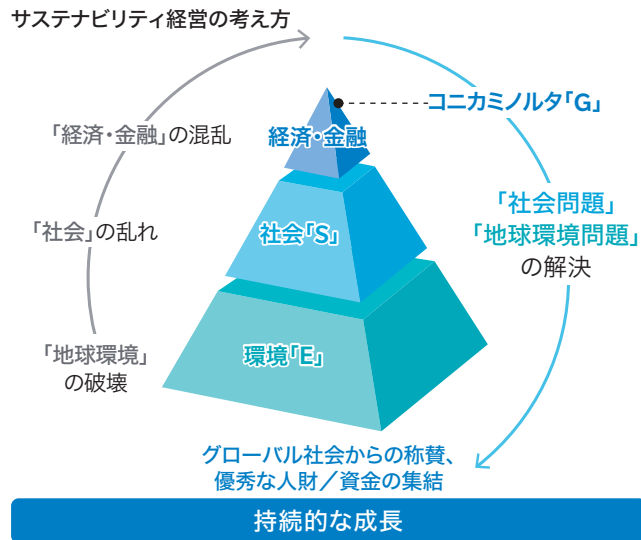 サステナビリティ経営の考え方
コニカミノルタ「G」
経済・金融
「経済・金融」の混乱
社会「S」
「社会」の乱れ
「社会問題」
「地球環境問題」
の解決
環境「E」
「地球環境」
の破壊
グローバル社会からの称賛、
優秀な人財／資金の集結
持続的な成長